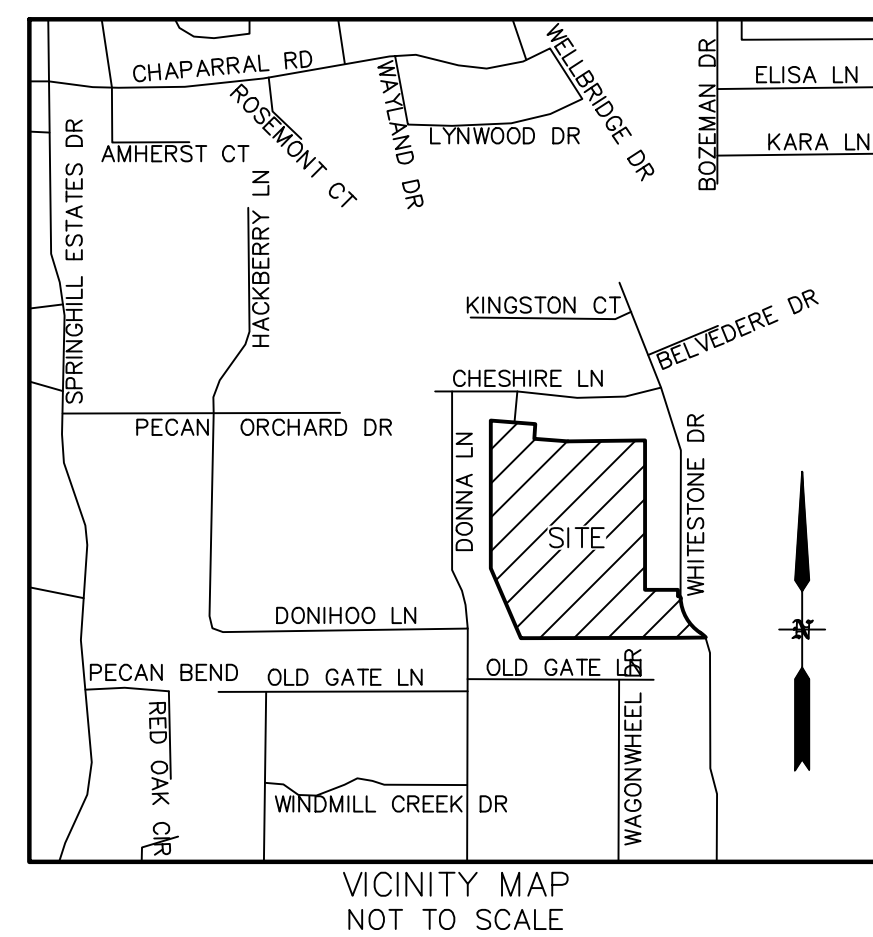 CHAPARRAL RD
WELLBRIDGE DR
BOZEMAN DR
ELISA LN
WAYLAND DR
ROSEMONT CT
LYNWOOD DR
KARA LN
AMHERST CT
SPRINGHILL ESTATES DR
HACKBERRY LN
KINGSTON CT
BELVEDERE DR
CHESHIRE LN
PECAN ORCHARD DR
DONNA LN
WHITESTONE DR
SITE
DONIHOO LN
N
PECAN BEND
OLD GATE LN
OLD GATE LN
RED OAK CIR
WAGONWHEEL DR
WINDMILL CREEK DR
VICINITY MAP
NOT TO SCALE